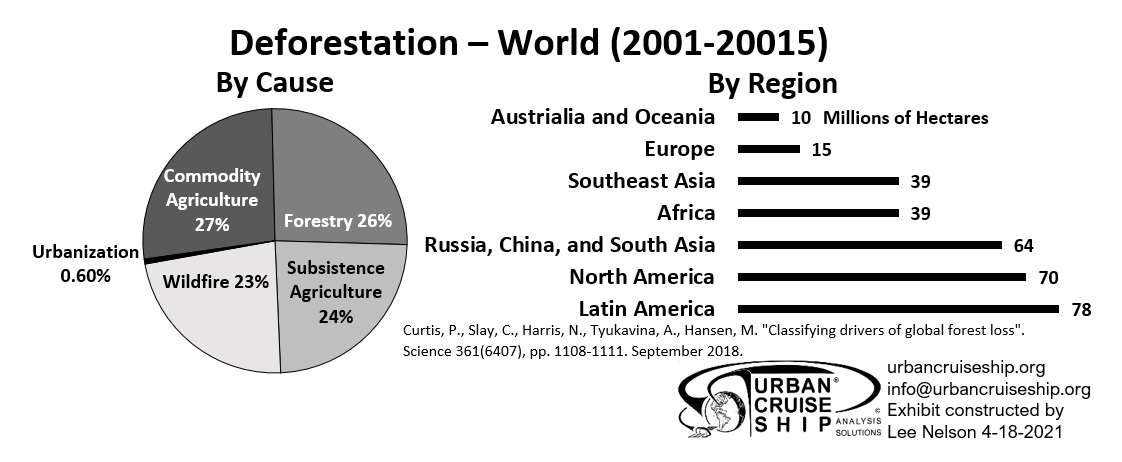 Deforestation – World (2001-20015)
By Cause
Commodity
Agriculture
27%
Forestry 26%
Urbanization
0.60%
Wildfire 23%
Subsistence
Agriculture
24%
By Region
Austrialia and Oceania 10 Millions of Hectares
Europe 15
Southeast Asia 39
Africa 39
Russia, China, and South Asia 64
North America 70
Latin America 78
Curtis, P., Slay, C., Harris, N., Tyukavina, A., Hansen, M. "Classifying drivers of global forest loss".
Science 361(6407), pp. 1108-1111. September 2018.
URBAN®
CRUISE
SHIP
©
ANALYSIS
SOLUTIONS
urbancruiseship.org
info@urbancruiseship.org
Exhibit constructed by
Lee Nelson 4-18-2021